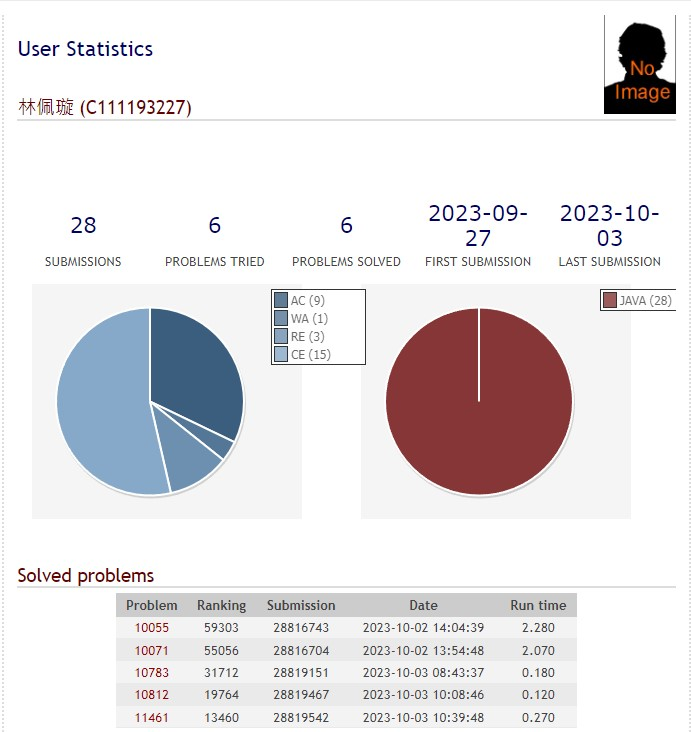 User Statistics
No
Image
林佩璇 (C111193227)
28
SUBMISSIONS
6
PROBLEMS TRIED
6
PROBLEMS SOLVED
2023-09-
27
FIRST SUBMISSION
2023-10-
03
LAST SUBMISSION
AC (9)
WA (1)
RE (3)
CE (15)
JAVA (28)
Solved problems
Problem Ranking Submission Date Run time
10055 59303 28816743 2023-10-02 14:04:39 2.280
10071 55056 28816704 2023-10-02 13:54:48 2.070
10783 31712 28819151 2023-10-03 08:43:37 0.180
10812 19764 28819467 2023-10-03 10:08:46 0.120
11461 13460 28819542 2023-10-03 10:39:48 0.270